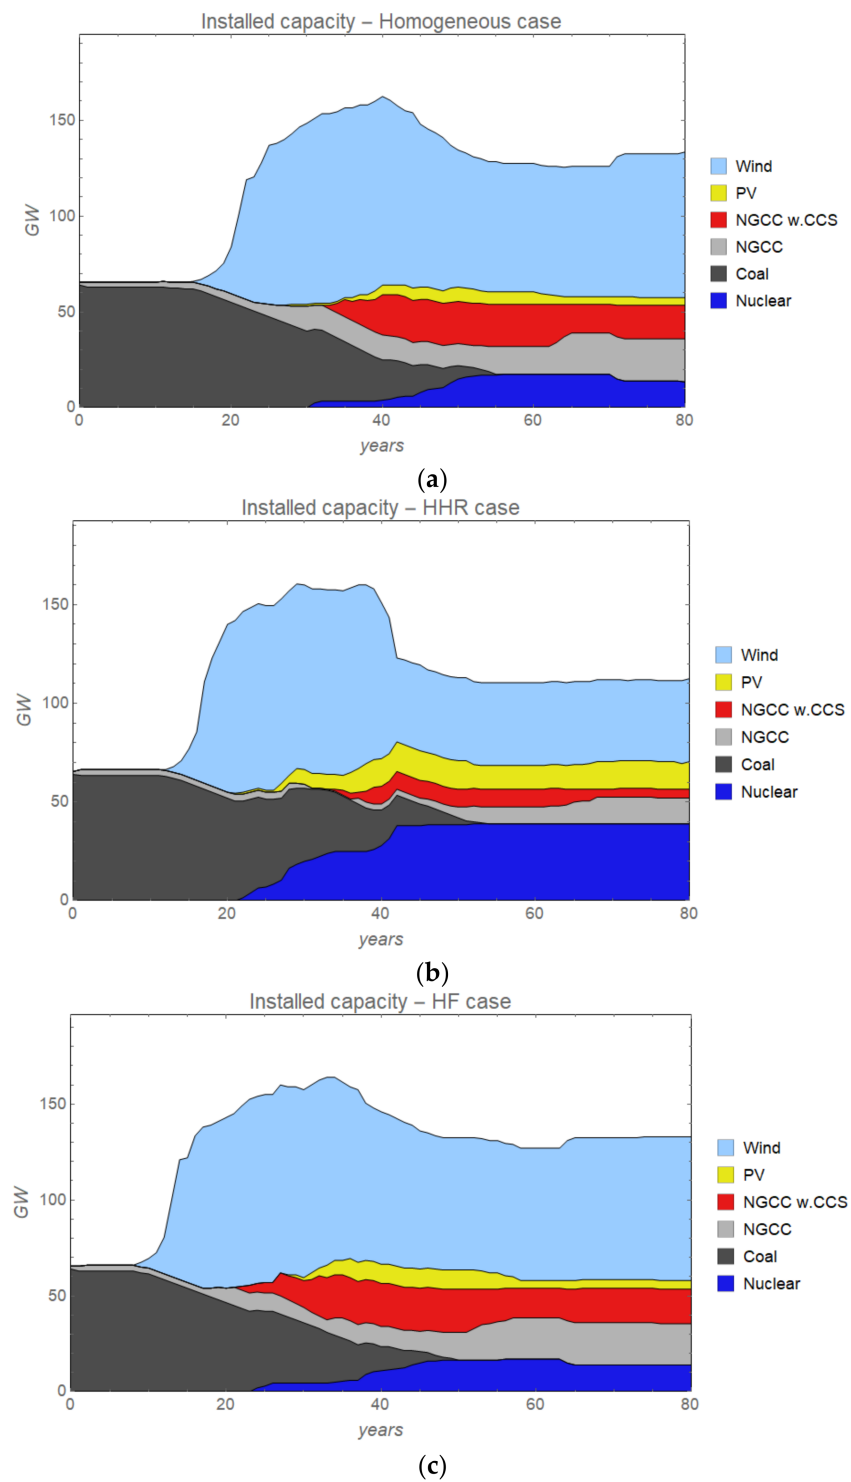 Installed capacity – Homogeneous case
GW
150
100
50
0
0 20 40 60 80
years
Wind
PV
NGCC w.CCS
NGCC
Coal
Nuclear
(a)
Installed capacity – HHR case
GW
150
100
50
0
0 20 40 60 80
years
Wind
PV
NGCC w.CCS
NGCC
Coal
Nuclear
(b)
Installed capacity – HF case
GW
150
100
50
0
0 20 40 60 80
years
Wind
PV
NGCC w.CCS
NGCC
Coal
Nuclear
(c)